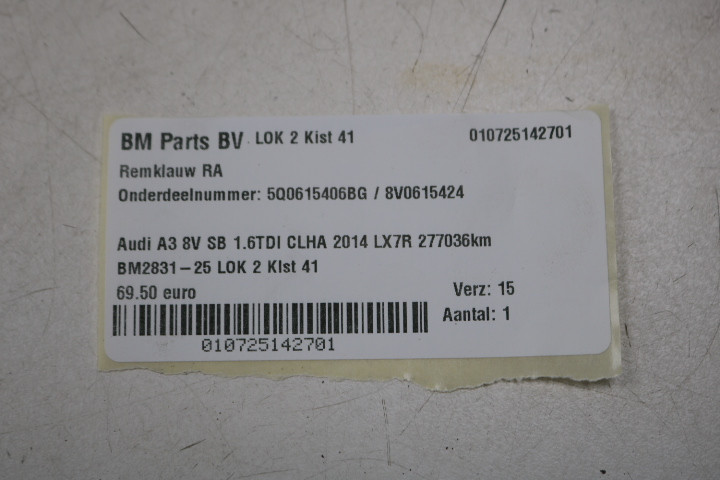 BM Parts BV LOK 2 Kist 41 010725142701
Remklauw RA
Onderdeelnummer: 5Q0615406BG / 8V0615424
Audi A3 8V SB 1.6TDI CLHA 2014 LX7R 277036km
BM2831-25 LOK 2 KIst 41
69.50 euro Verz: 15
Aantal: 1
010725142701